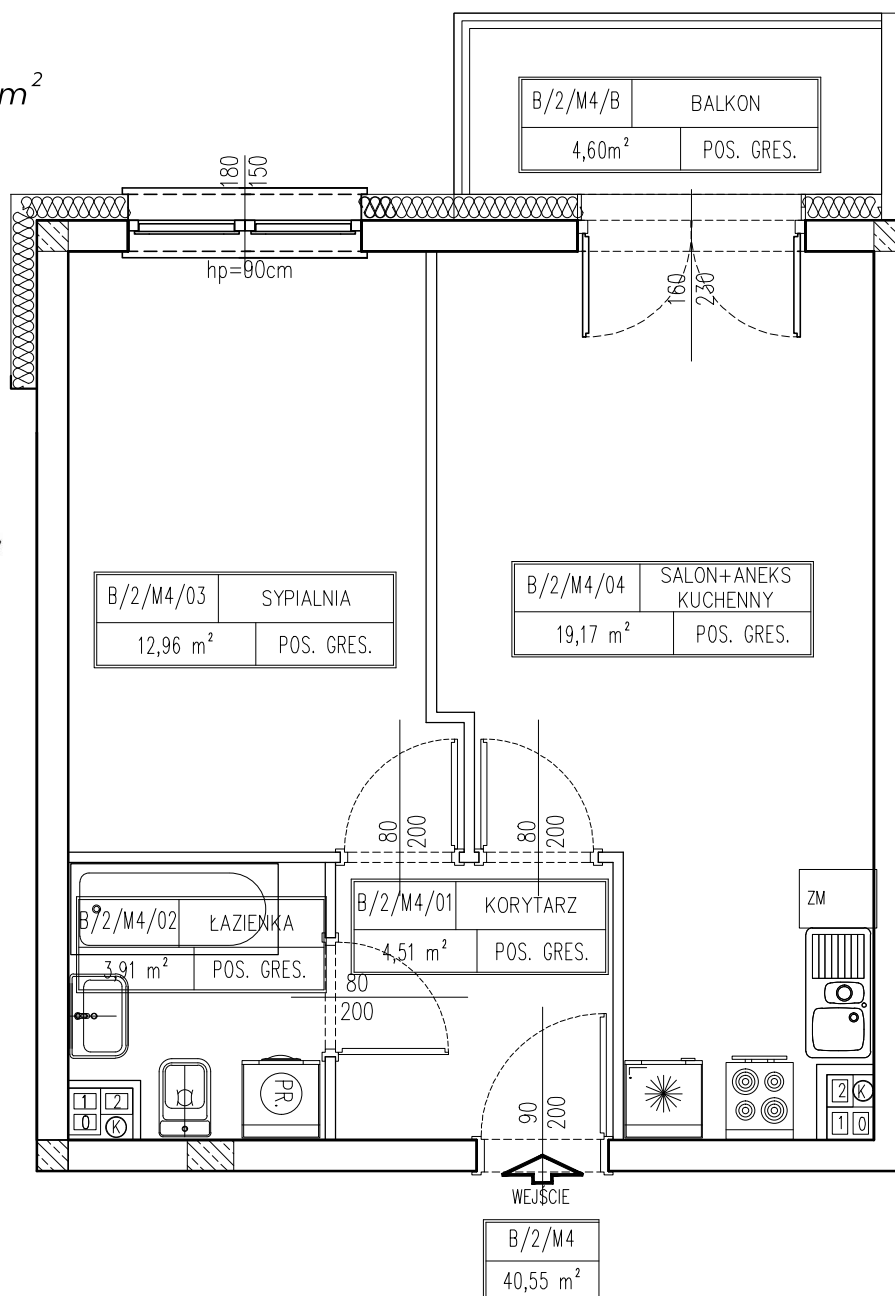 m²
B/2/M4/B BALKON
4,60m² POS. GRES.
180
150
hp=90cm
160
230
B/2/M4/03 SYPIALNIA
12,96 m² POS. GRES.
B/2/M4/04 SALON+ANEKS
KUCHENNY
19,17 m² POS. GRES.
80
200
80
200
B/2/M4/02 ŁAZIENKA
3,91 m² POS. GRES.
B/2/M4/01 KORYTARZ
4,51 m² POS. GRES.
ZM
80
200
PR.
90
200
1 2
0 K
2 K
1 0
WEJŚCIE
B/2/M4
40,55 m²